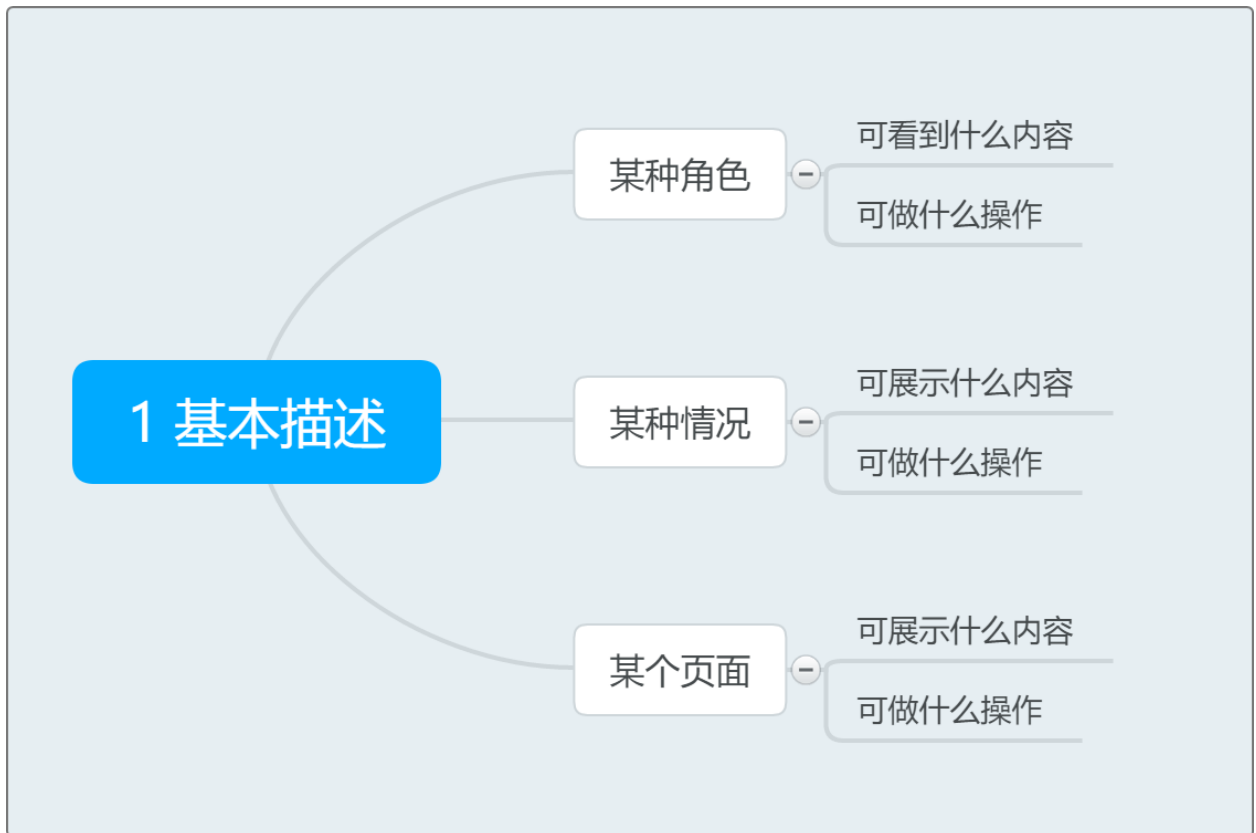 1 基本描述
某种角色
可看到什么内容
可做什么操作
某种情况
可展示什么内容
可做什么操作
某个页面
可展示什么内容
可做什么操作